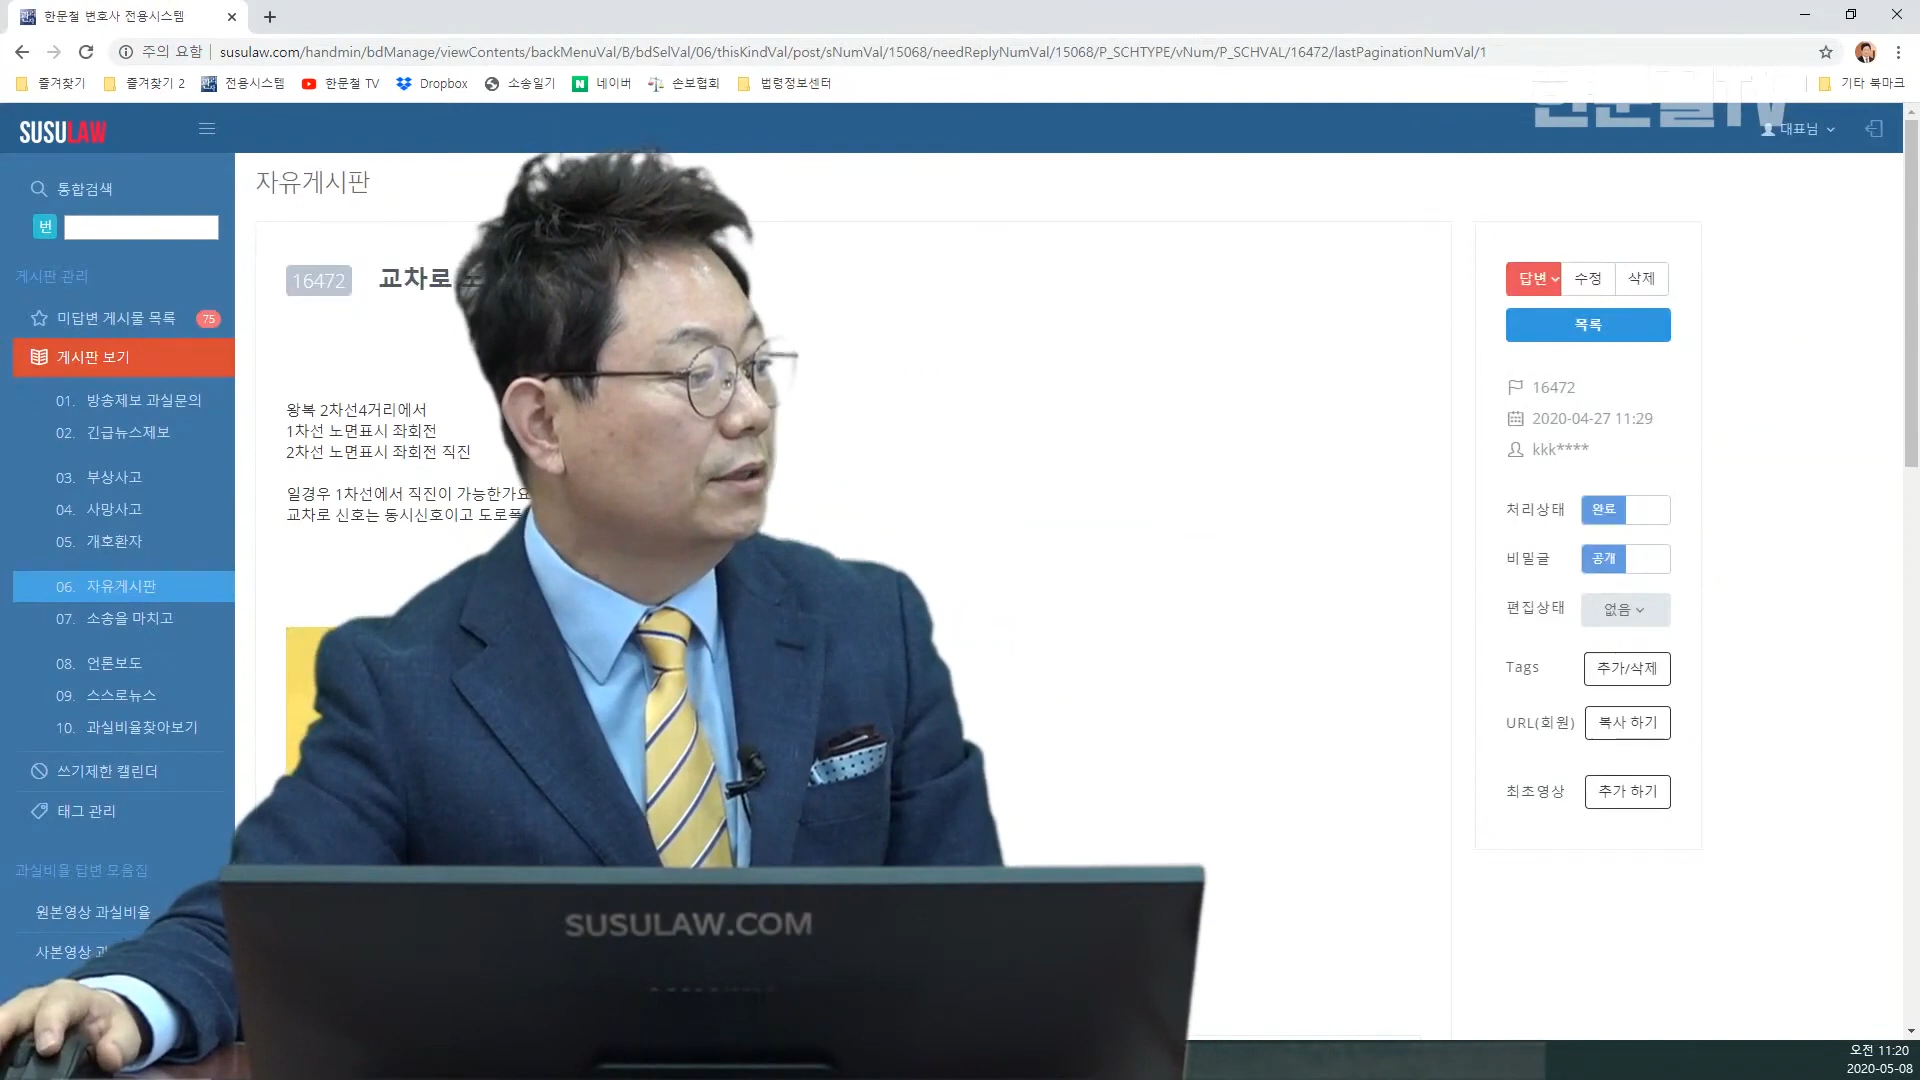 한문철 변호사 전용시스템
주의 요함
susulaw.com/handmin/bdManage/viewContents/backMenuVal/B/bdSelVal/06/thisKindVal/post/sNumVal/15068/needReplyNumVal/15068/P_SCHTYPE/vNum/P_SCHVAL/16472/lastPaginationNumVal/1
즐겨찾기 즐겨찾기 2 전용시스템 한문철 TV Dropbox 소송일기 네이버 손보협회 법령정보센터 기타 북마크
한문철TV
SUSULAW
대표님
통합검색
번
게시판 관리
미답변 게시물 목록 75
게시판 보기
01. 방송제보 과실문의
02. 긴급뉴스제보
03. 부상사고
04. 사망사고
05. 개호환자
06. 자유게시판
07. 소송을 마치고
08. 언론보도
09. 스스로뉴스
10. 과실비율찾아보기
쓰기제한 캘린더
태그 관리
과실비율 답변 모음집
원본영상 과실비율
사본영상
자유게시판
16472 교차로
왕복 2차선4거리에서
1차선 노면표시 좌회전
2차선 노면표시 좌회전 직진
일경우 1차선에서 직진이 가능한가요
교차로 신호는 동시신호이고 도로폭
답변 수정 삭제
목록
16472
2020-04-27 11:29
kkk****
처리상태 완료
비밀글 공개
편집상태 없음
Tags 추가/삭제
URL(회원) 복사 하기
최초영상 추가 하기
SUSULAW.COM
오전 11:20
2020-05-08